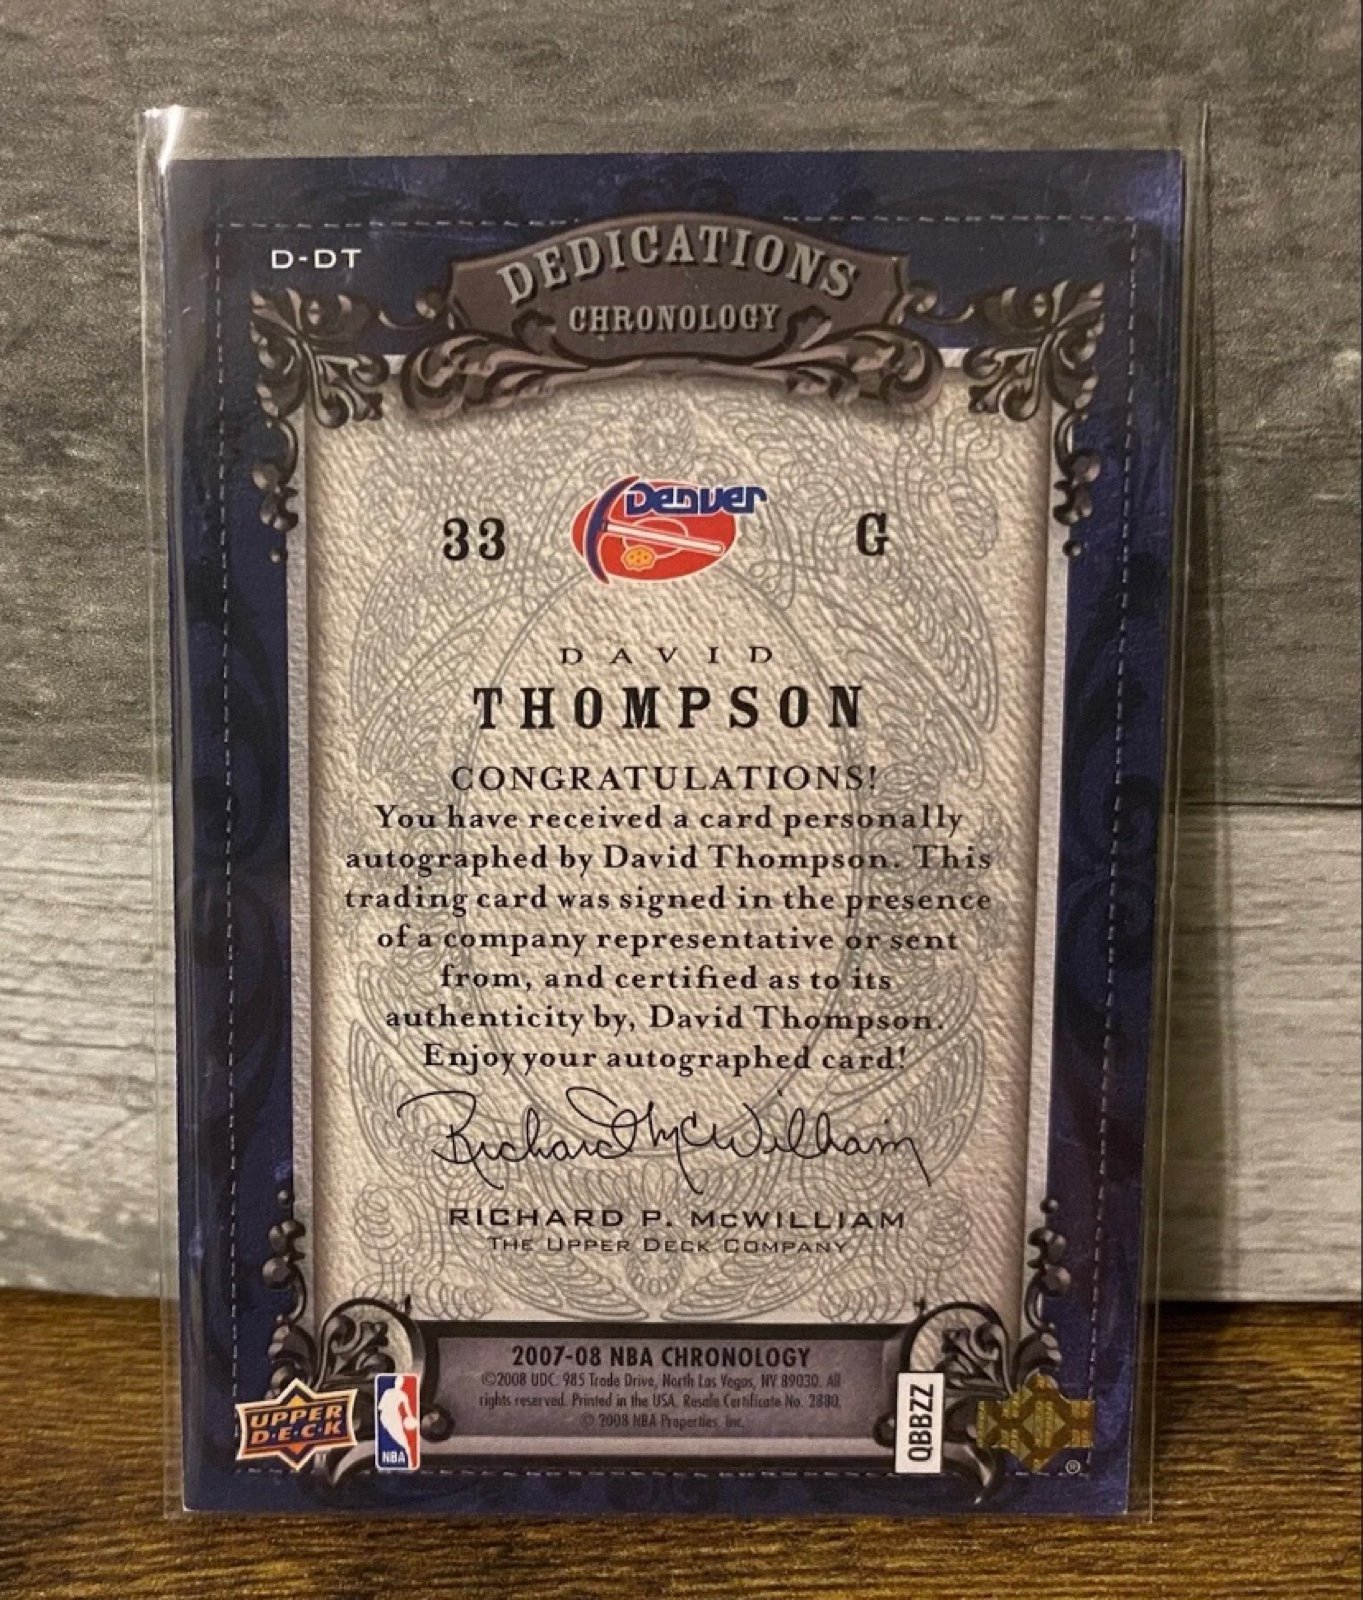 D-DT
DEDICATIONS
CHRONOLOGY
33
Denver
G
DAVID
THOMPSON
CONGRATULATIONS!
You have received a card personally
autographed by David Thompson. This
trading card was signed in the presence
of a company representative or sent
from, and certified as to its
authenticity by, David Thompson.
Enjoy your autographed card!
Richard McWilliam
RICHARD P. McWILLIAM
THE UPPER DECK COMPANY
2007-08 NBA CHRONOLOGY
©2008 UDC. 985 Trade Drive, North Las Vegas, NV 89030. All
rights reserved. Printed in the USA. Resale Certificate No. 2880.
© 2008 NBA Properties, Inc.
UPPER
D·E·C·K
NBA
QBBZZ
®